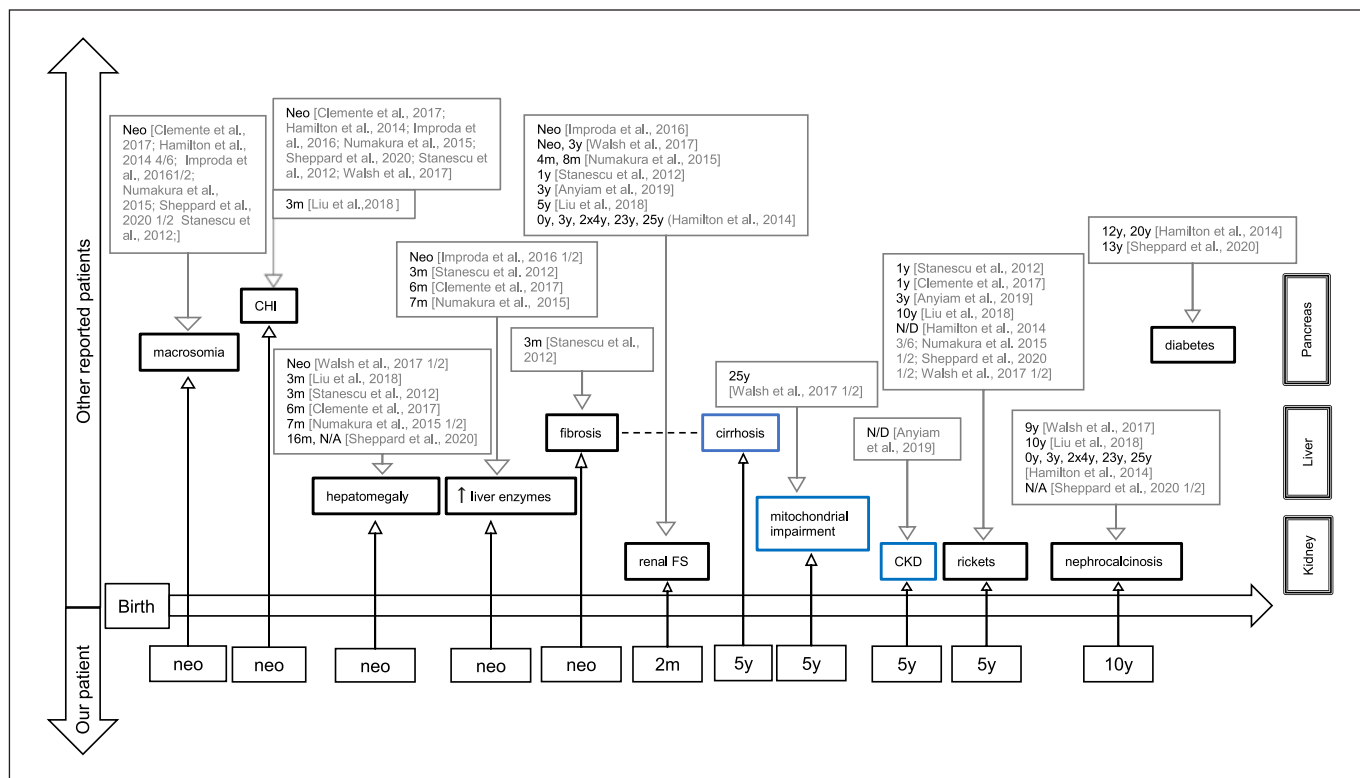 Other reported patients
Our patient
Neo [Clemente et al.,
2017; Hamilton et al.,
2014 4/6; Improda et
al., 20161/2;
Numakura et al.,
2015; Sheppard et al.,
2020 1/2 Stanescu et
al., 2012;]
macrosomia
Neo [Clemente et al., 2017;
Hamilton et al., 2014; Improda et
al., 2016; Numakura et al., 2015;
Sheppard et al., 2020; Stanescu et
al., 2012; Walsh et al., 2017]
3m [Liu et al.,2018 ]
CHI
Neo [Walsh et al., 2017 1/2]
3m [Liu et al., 2018]
3m [Stanescu et al., 2012]
6m [Clemente et al., 2017]
7m [Numakura et al., 2015 1/2]
16m, N/A [Sheppard et al., 2020]
hepatomegaly
Neo [Improda et al., 2016 1/2]
3m [Stanescu et al. 2012]
6m [Clemente et al., 2017]
7m [Numakura et al., 2015]
↑ liver enzymes
3m [Stanescu et al.,
2012]
fibrosis
Neo [Improda et al., 2016]
Neo, 3y [Walsh et al., 2017]
4m, 8m [Numakura et al., 2015]
1y [Stanescu et al., 2012]
3y [Anyiam et al., 2019]
5y [Liu et al., 2018]
0y, 3y, 2x4y, 23y, 25y (Hamilton et al., 2014]
renal FS
cirrhosis
25y
[Walsh et al., 2017 1/2]
mitochondrial
impairment
N/D [Anyiam
et al., 2019]
CKD
1y [Stanescu et al., 2012]
1y [Clemente et al., 2017]
3y [Anyiam et al., 2019]
10y [Liu et al., 2018]
N/D [Hamilton et al., 2014
3/6; Numakura et al. 2015
1/2; Sheppard et al., 2020
1/2; Walsh et al., 2017 1/2]
rickets
9y [Walsh et al., 2017]
10y [Liu et al., 2018]
0y, 3y, 2x4y, 23y, 25y
[Hamilton et al., 2014]
N/A [Sheppard et al., 2020 1/2]
nephrocalcinosis
12y, 20y [Hamilton et al., 2014]
13y [Sheppard et al., 2020]
diabetes
Pancreas
Liver
Kidney
Birth
neo
neo
neo
neo
neo
2m
5y
5y
5y
5y
10y